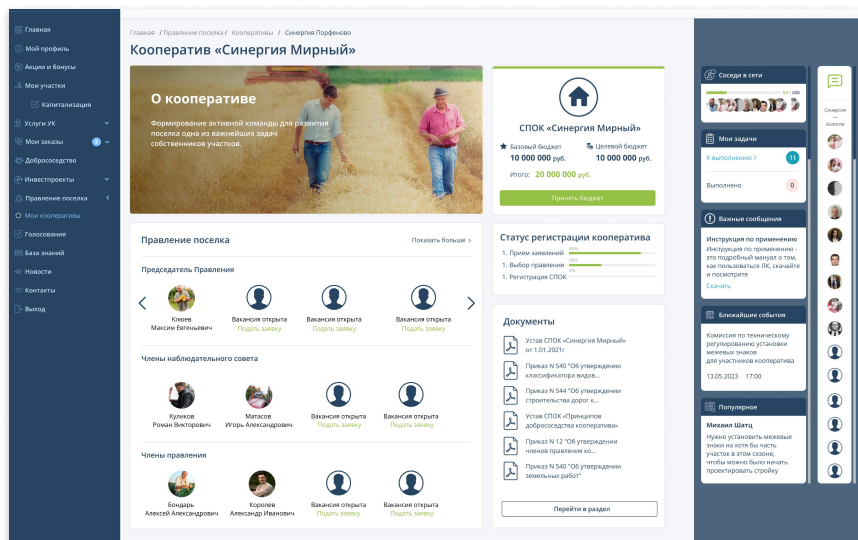 Главная
Мой профиль
Акции и бонусы
Мои участки
Капитализация
Услуги УК
Мои заказы
Добрососедство
Инвестпроекты
Правление поселка
Мои кооперативы
Голосования
База знаний
Новости
Контакты
Выход
Главная / Правление поселка / Кооперативы / Синергия Порфеново
Кооператив «Синергия Мирный»
О кооперативе
Формирование активной команды для развития
поселка одна из важнейших задач
собственников участков.
СПОК «Синергия Мирный»
Базовый бюджет
10 000 000 руб.
Целевой бюджет
10 000 000 руб.
Итого: 20 000 000 руб.
Принять бюджет
Правление поселка
Показать больше >
Председатель Правления
Клюев
Максим Евгеньевич
Вакансия открыта
Подать заявку
Вакансия открыта
Подать заявку
Вакансия открыта
Подать заявку
Члены наблюдательного совета
Куликов
Роман Викторович
Матасов
Игорь Александрович
Вакансия открыта
Подать заявку
Вакансия открыта
Подать заявку
Члены правления
Бондарь
Алексей Александрович
Королев
Александр Иванович
Вакансия открыта
Подать заявку
Вакансия открыта
Подать заявку
Статус регистрации кооператива
1. Прием заявлений
1. Выбор правления
1. Регистрация СПОК
Документы
Устав СПОК «Синергия Мирный»
от 1.01.2021г
Приказ N 540 "Об утверждении
классификатора видов...
Приказ N 544 "Об утверждении
строительства дорог к...
Устав СПОК «Принципов
добрососедства кооператива»
Приказ N 12 "Об утверждении
членов правления ко...
Приказ N 540 "Об утверждении
земельных работ"
Перейти в раздел
Соседи в сети
Мои задачи
К выполнению >
11
Выполнено
0
Важные сообщения
Инструкция по применению
Инструкция по применению -
это подробный мануал о том,
как пользоваться ЛК, скачайте
и посмотрите
Скачать
Ближайшие события
Комиссия по техническому
регулированию установки
межевых знаков
для участников кооператива
13.05.2023 17:00
Популярное
Михаил Шатц
Нужно установить межевые
знаки на хотя бы часть
участок в этом сезоне,
чтобы можно было начать
проектировать стройку
Синергия
—
Бологое